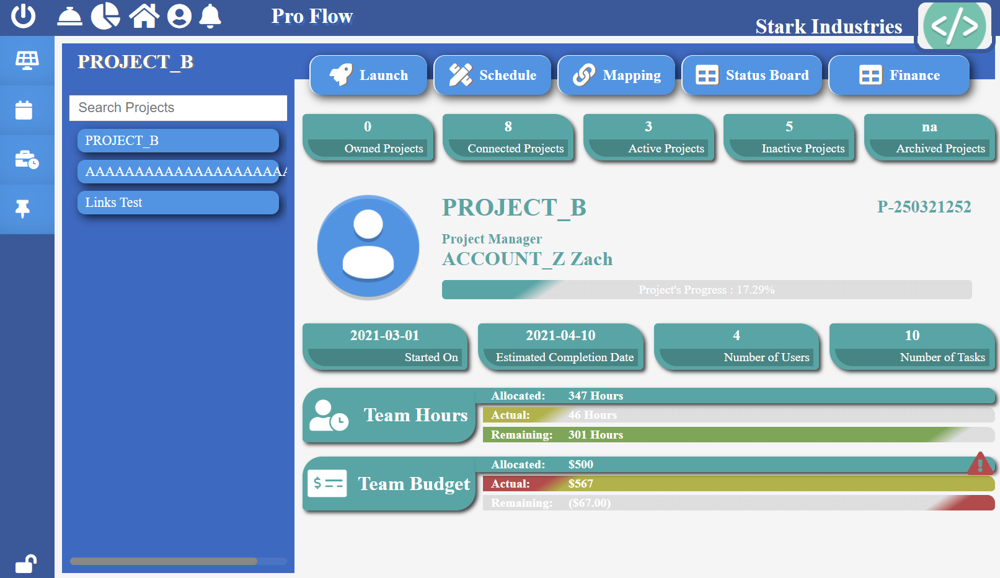 Pro Flow
Stark Industries
</>
PROJECT_B
Launch
Schedule
Mapping
Status Board
Finance
Search Projects
PROJECT_B
AAAAAAAAAAAAAAAAAAAAA
Links Test
0
Owned Projects
8
Connected Projects
3
Active Projects
5
Inactive Projects
na
Archived Projects
PROJECT_B
P-250321252
Project Manager
ACCOUNT_Z Zach
Project's Progress : 17.29%
2021-03-01
Started On
2021-04-10
Estimated Completion Date
4
Number of Users
10
Number of Tasks
Team Hours
Allocated: 347 Hours
Actual: 46 Hours
Remaining: 301 Hours
Team Budget
Allocated: $500
Actual: $567
Remaining: ($67.00)